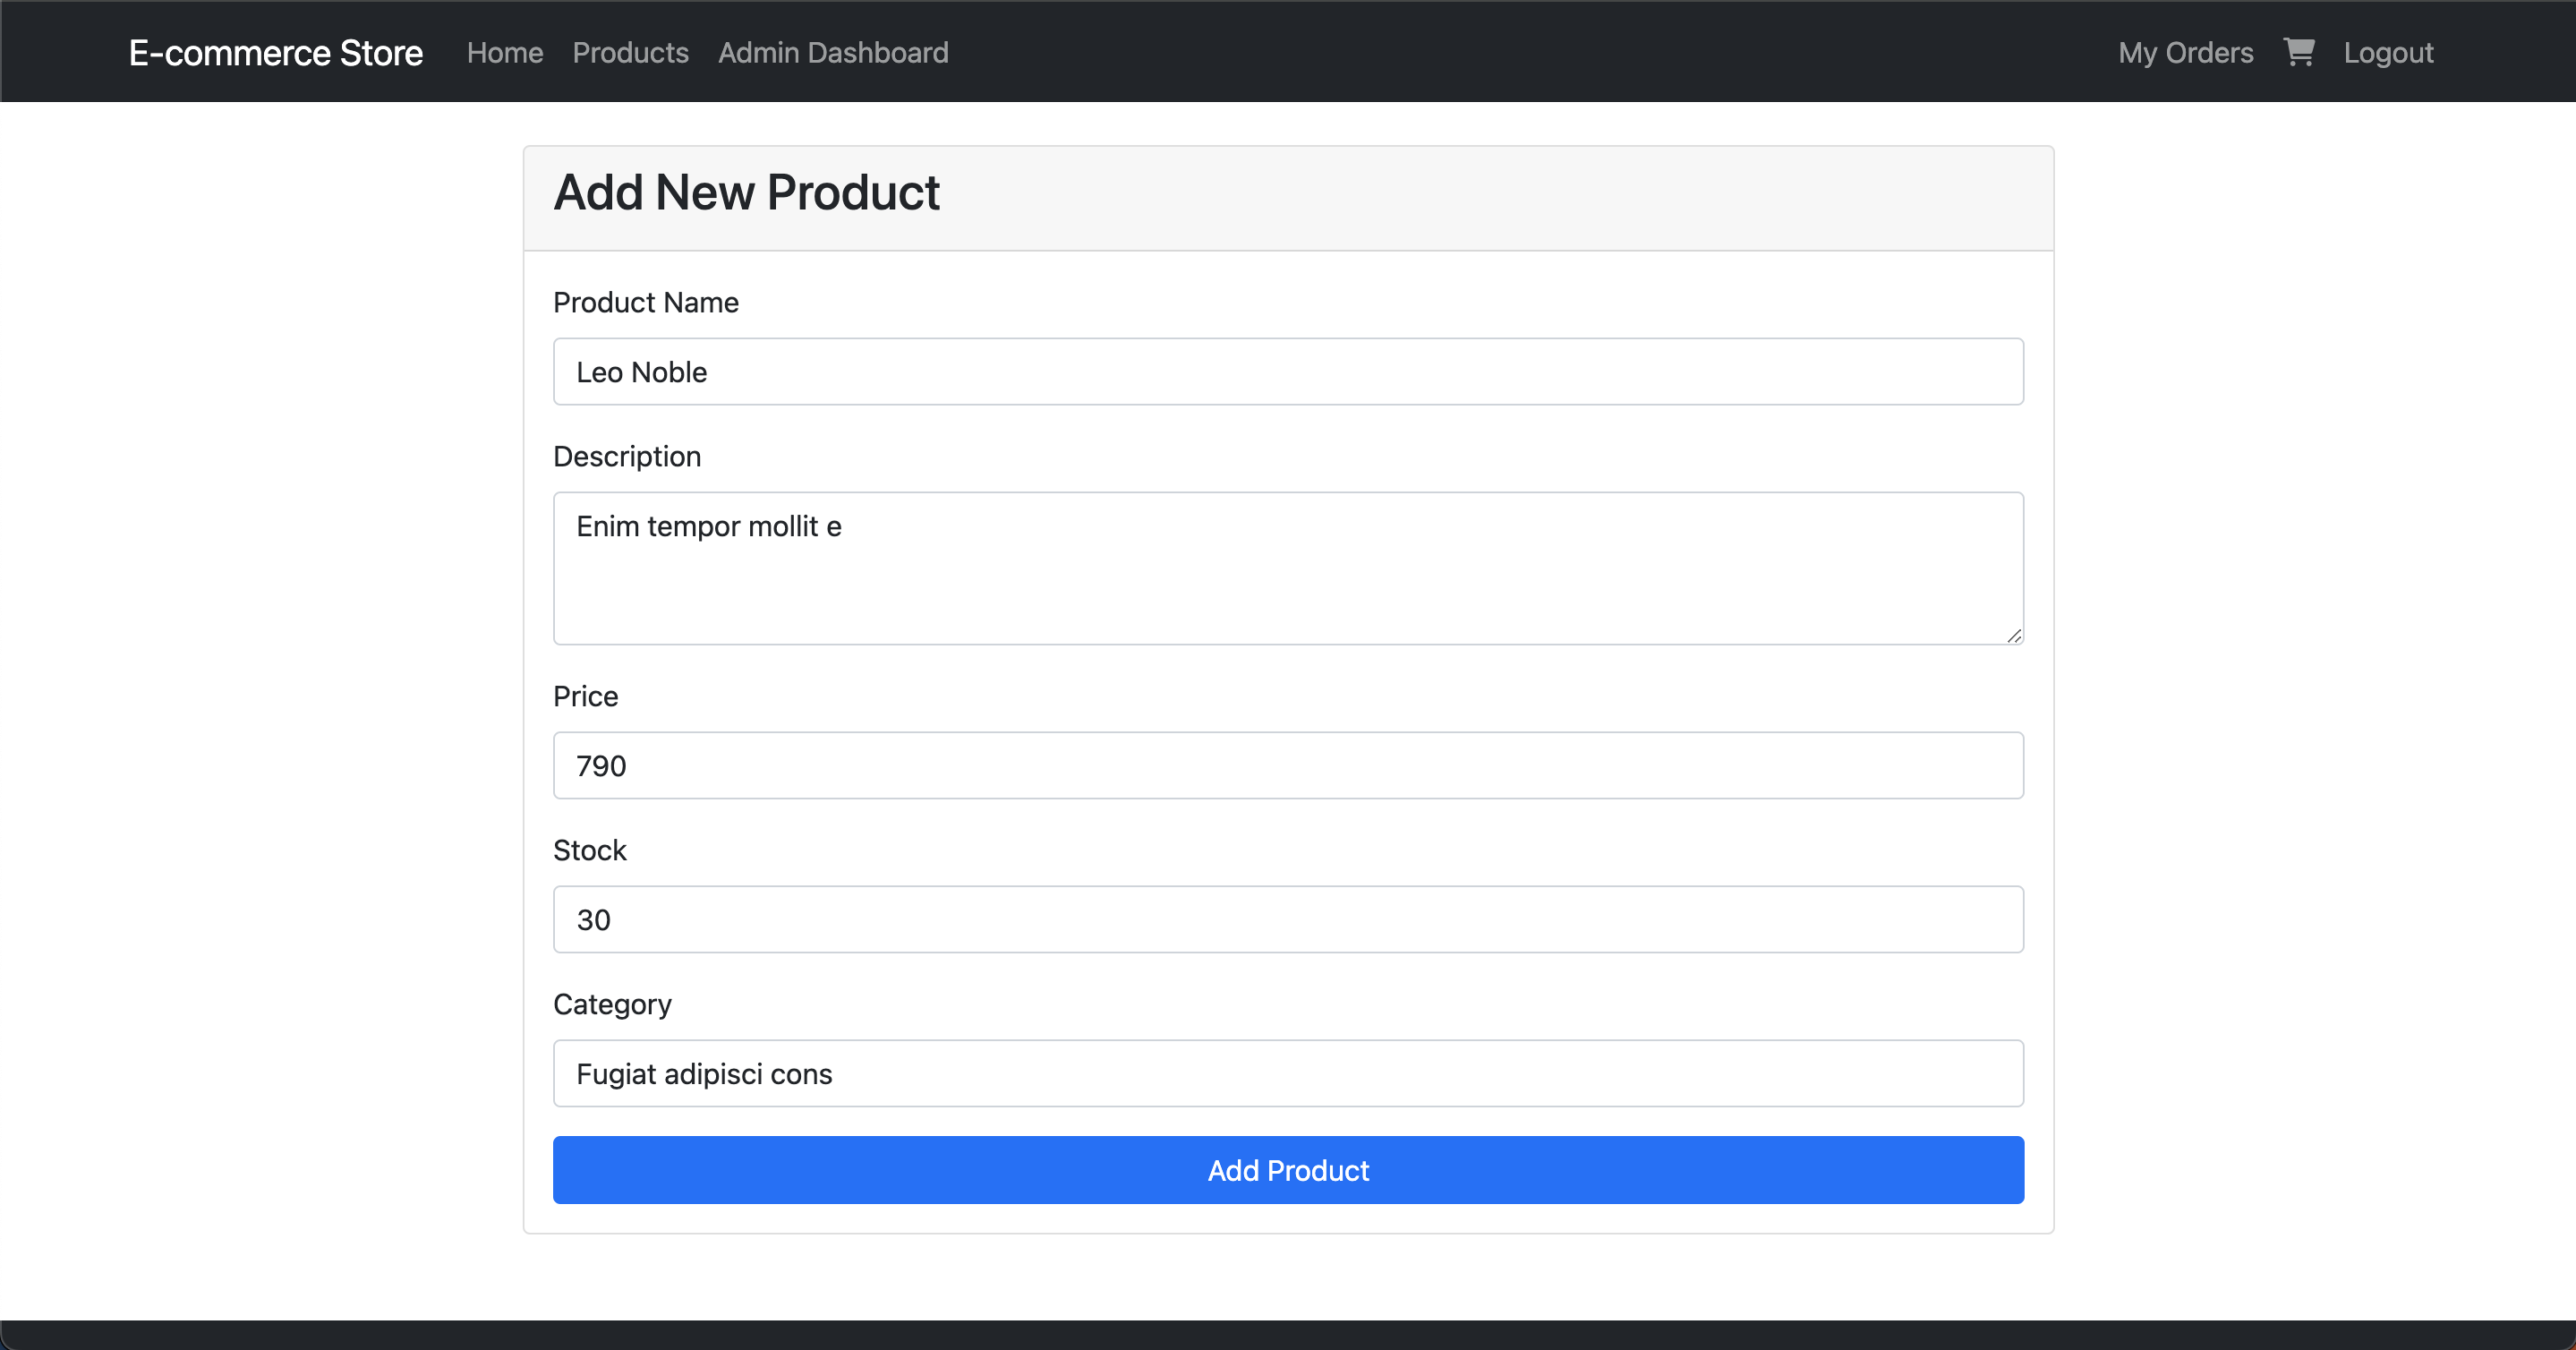 E-commerce Store Home Products Admin Dashboard My Orders Logout
Add New Product
Product Name
Leo Noble
Description
Enim tempor mollit e
Price
790
Stock
30
Category
Fugiat adipisci cons
Add Product